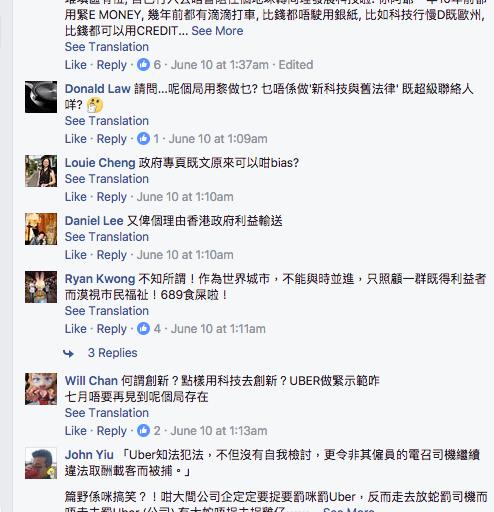 用緊E MONEY, 幾年前都有滴滴打車, 比錢都唔駛用銀紙, 比如科技行慢D既歐州,
比錢都可以用CREDIT... See More
See Translation
Like · Reply · 6 · June 10 at 1:37am · Edited
Donald Law 請問...呢個局用黎做乜? 乜唔係做'新科技與舊法律' 既超級聯絡人
咩? 🤔
See Translation
Like · Reply · 1 · June 10 at 1:09am
Louie Cheng 政府專頁既文原來可以咁bias?
See Translation
Like · Reply · June 10 at 1:10am
Daniel Lee 又俾個理由香港政府利益輸送
See Translation
Like · Reply · June 10 at 1:10am
Ryan Kwong 不知所謂！作為世界城市，不能與時並進，只照顧一群既得利益者
而漠視市民福祉！689食屎啦！
See Translation
Like · Reply · 4 · June 10 at 1:11am
3 Replies
Will Chan 何謂創新？點樣用科技去創新？UBER做緊示範咋
七月唔要再見到呢個局存在
See Translation
Like · Reply · 2 · June 10 at 1:13am
John Yiu 「Uber知法犯法，不但沒有自我檢討，更令非其僱員的電召司機繼續
違法取酬載客而被捕。」
篇野係咪搞笑？！咁大間公司企定定要捉要罰咪罰Uber，反而走去放蛇罰司機而
See More